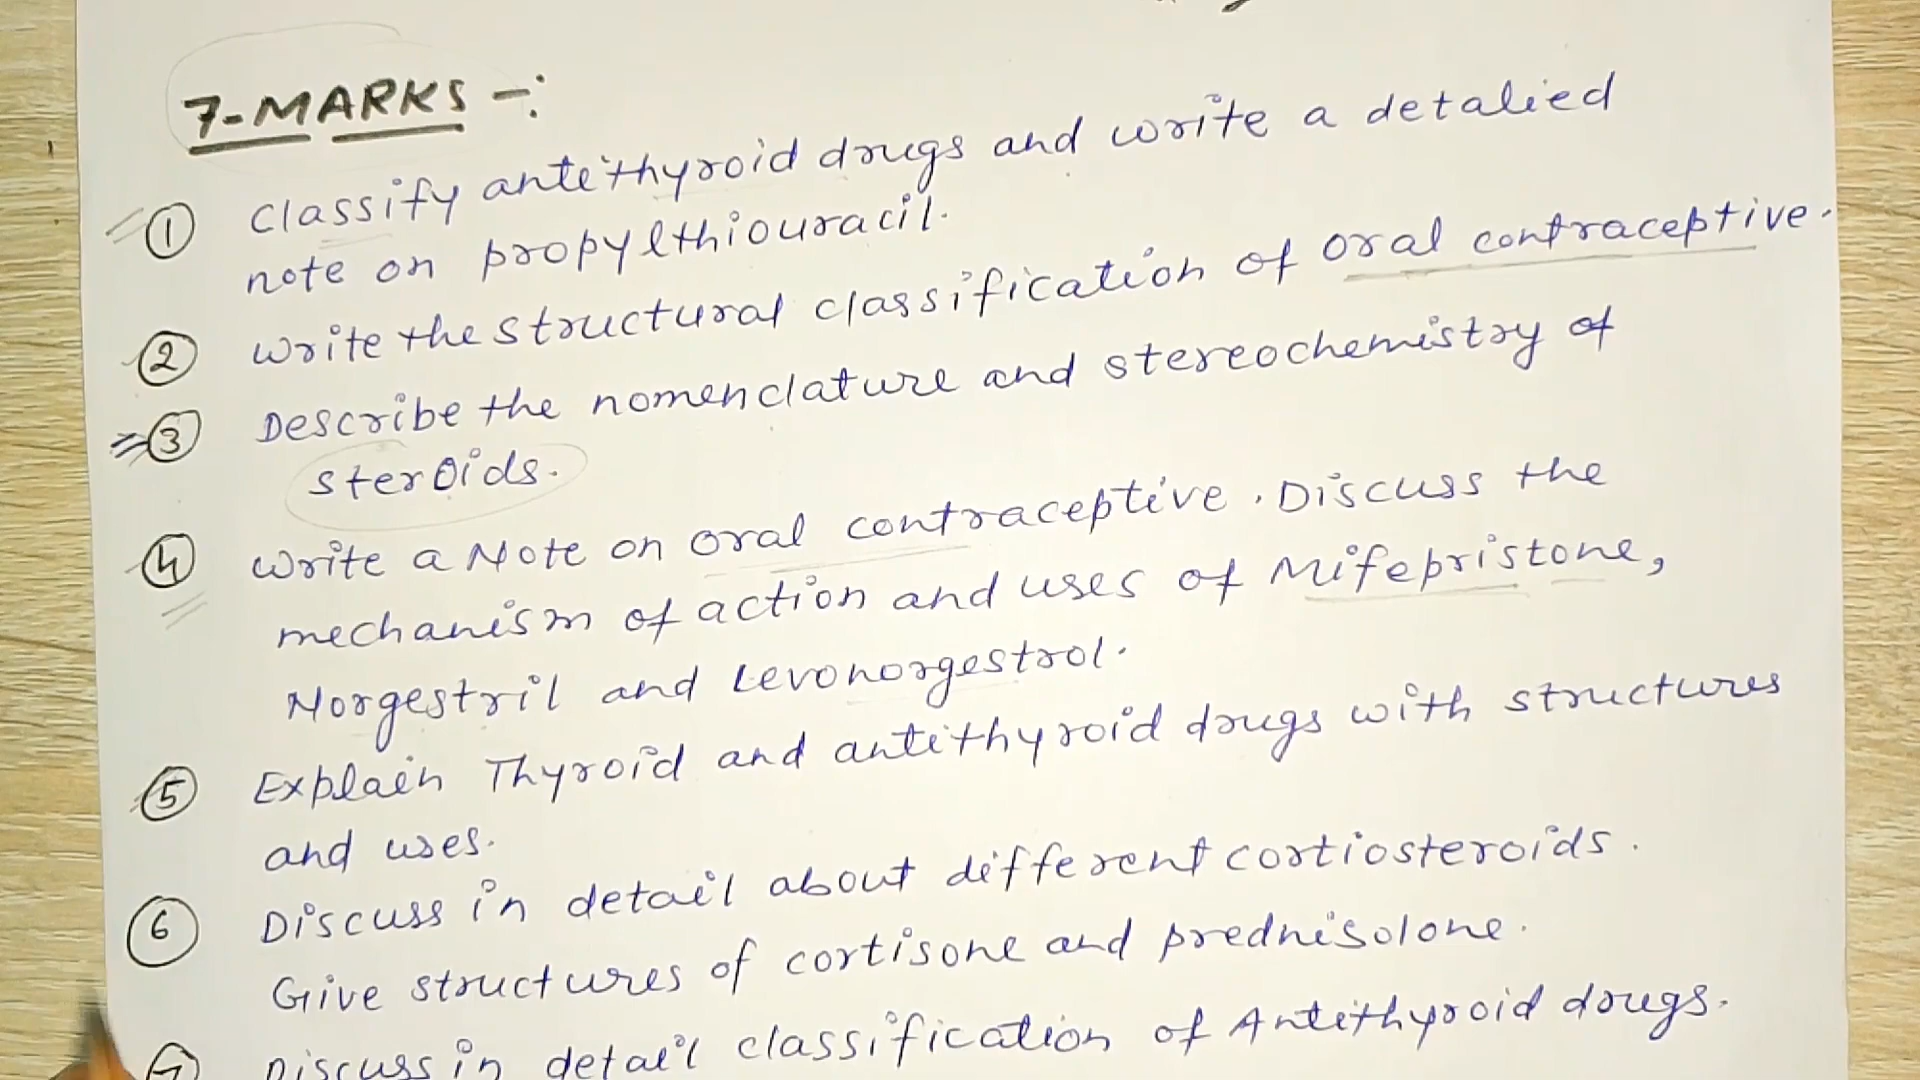 7-MARKS -:
① Classify antithyroid drugs and write a detalied
note on propylthiouracil.
② Write the structural classification of oral contraceptive.
③ Describe the nomenclature and stereochemistry of
steroids.
④ Write a Note on oral contraceptive. Discuss the
mechanism of action and uses of Mifepristone,
Norgestril and Levonorgestrol.
⑤ Explain Thyroid and antithyroid drugs with structures
and uses.
⑥ Discuss in detail about different cortiosteroids.
Give structures of cortisone and prednisolone.
⑦ Discuss in detail classification of Antithyroid drugs.